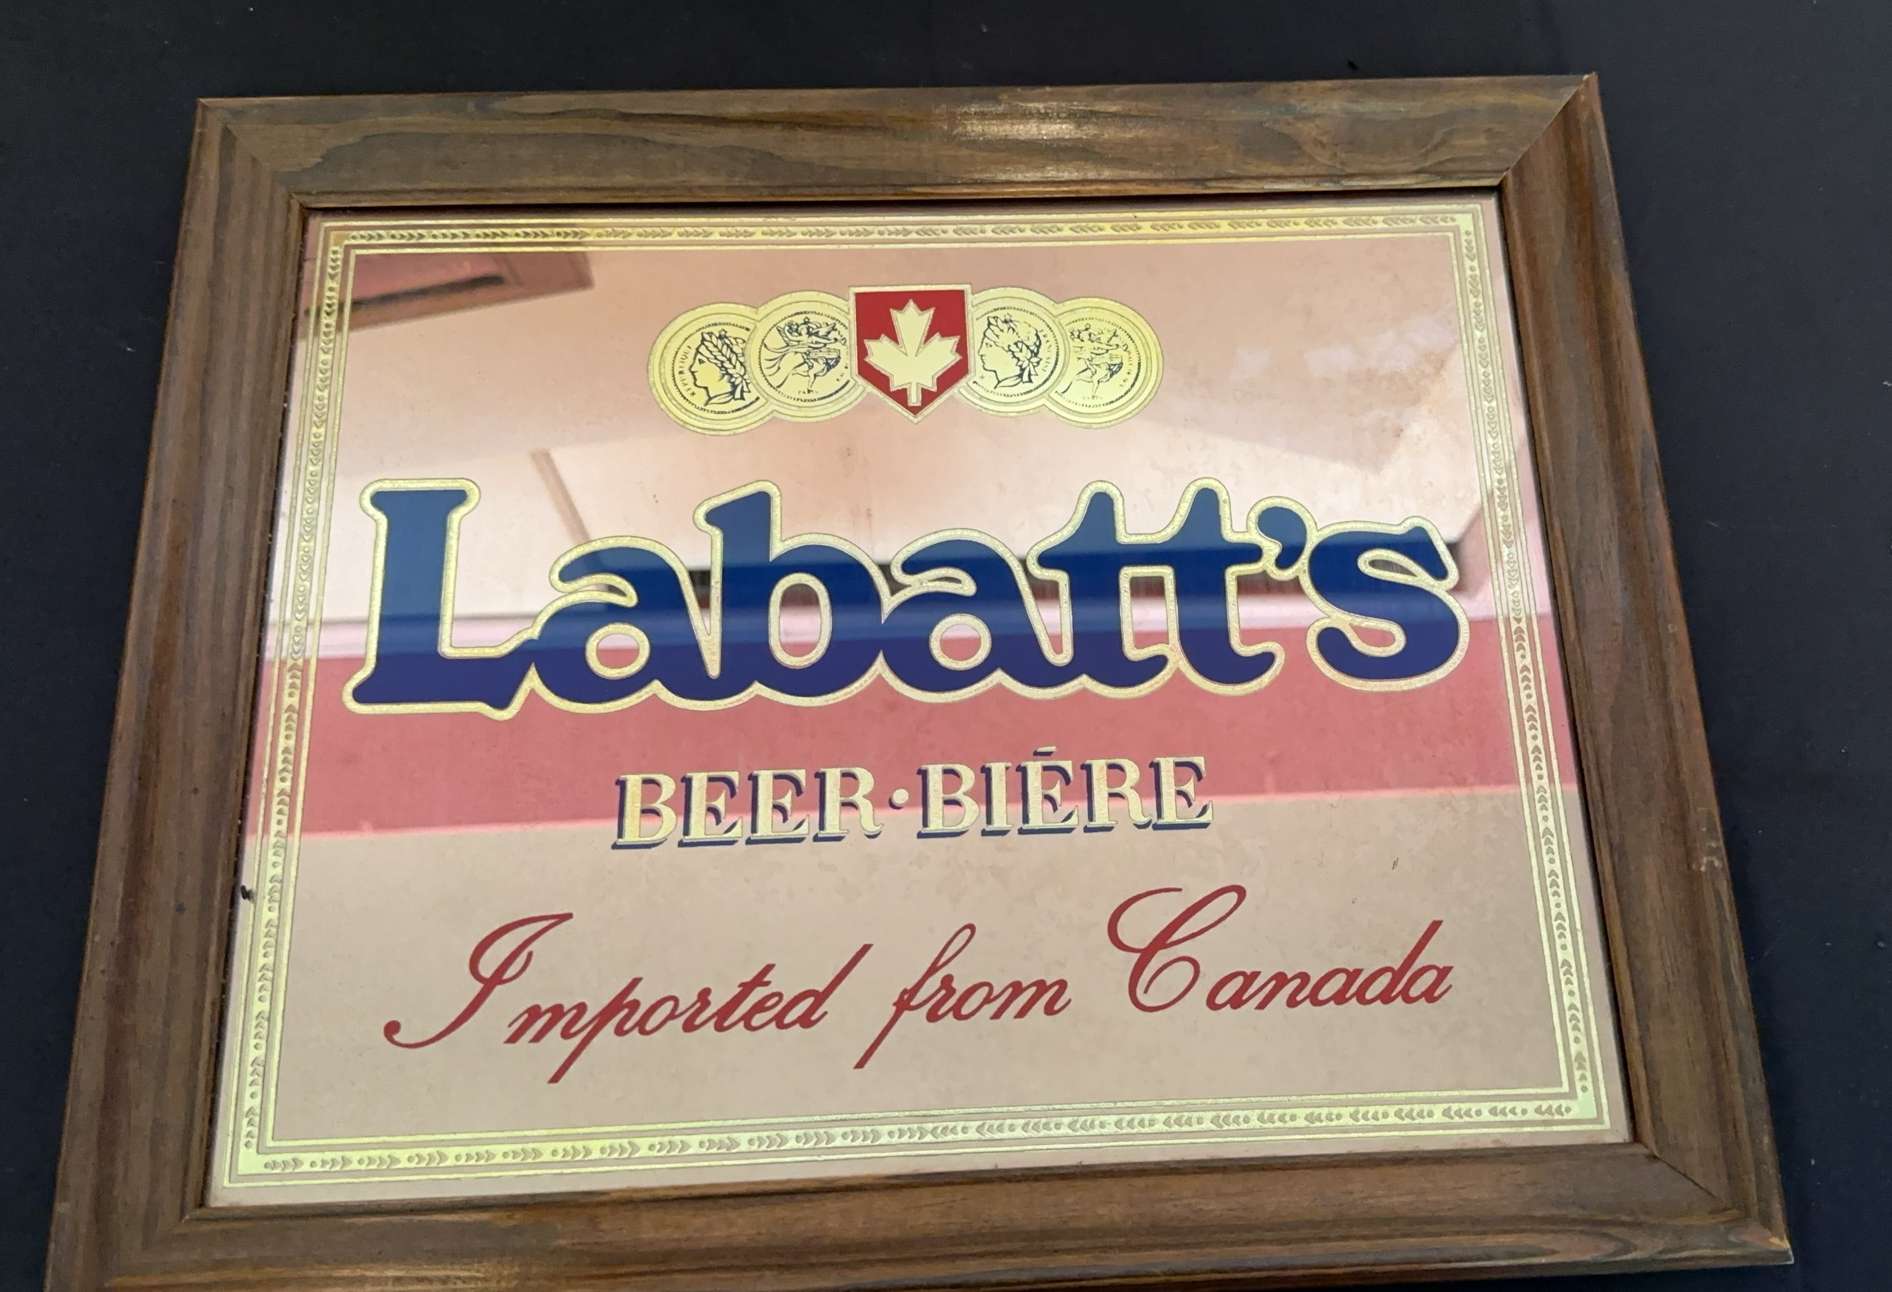 Labatt's
BEER·BIÈRE
Imported from Canada